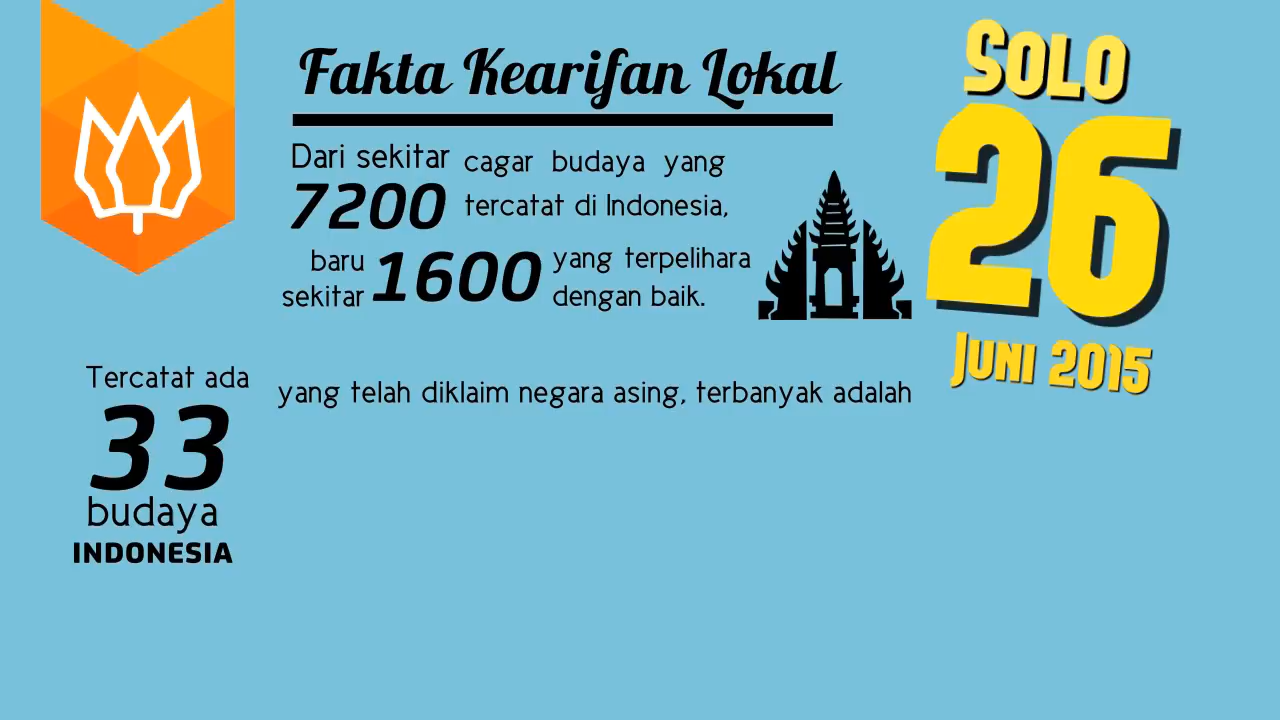 Fakta Kearifan Lokal
Dari sekitar 7200 cagar budaya yang
tercatat di Indonesia,
baru sekitar 1600 yang terpelihara
dengan baik.
SOLO
26
JUNI 2015
Tercatat ada
33
budaya
INDONESIA
yang telah diklaim negara asing, terbanyak adalah